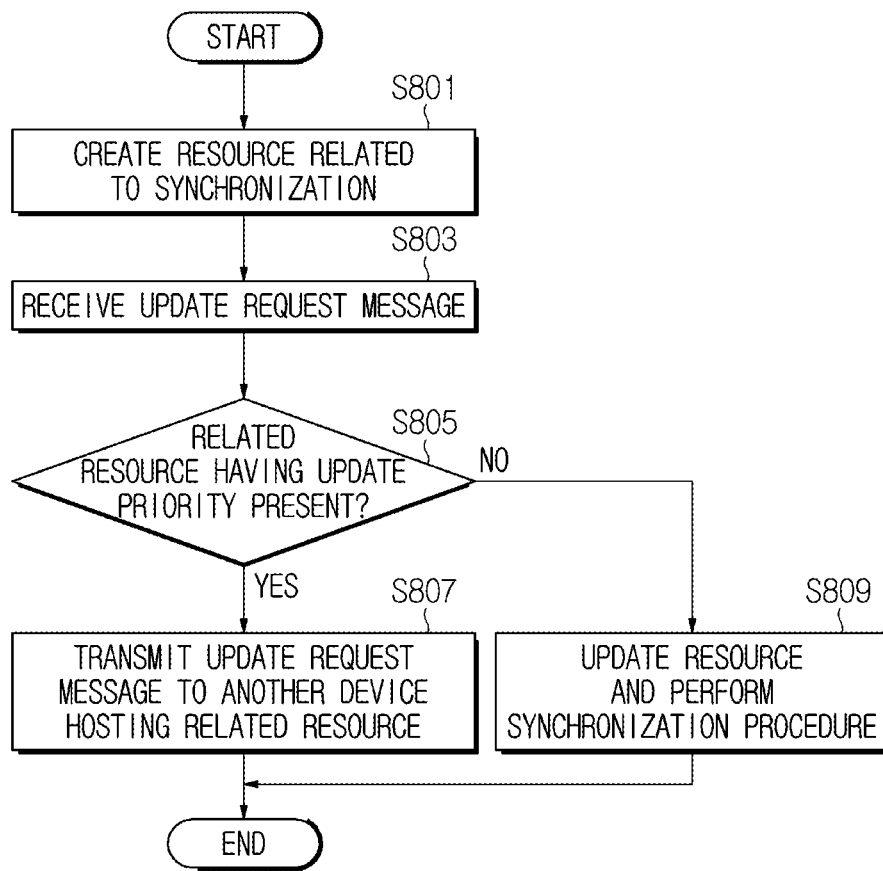 START
S801
CREATE RESOURCE RELATED
TO SYNCHRONIZATION
S803
RECEIVE UPDATE REQUEST MESSAGE
S805
RELATED
RESOURCE HAVING UPDATE
PRIORITY PRESENT?
NO
YES
S807
TRANSMIT UPDATE REQUEST
MESSAGE TO ANOTHER DEVICE
HOSTING RELATED RESOURCE
S809
UPDATE RESOURCE
AND PERFORM
SYNCHRONIZATION PROCEDURE
END